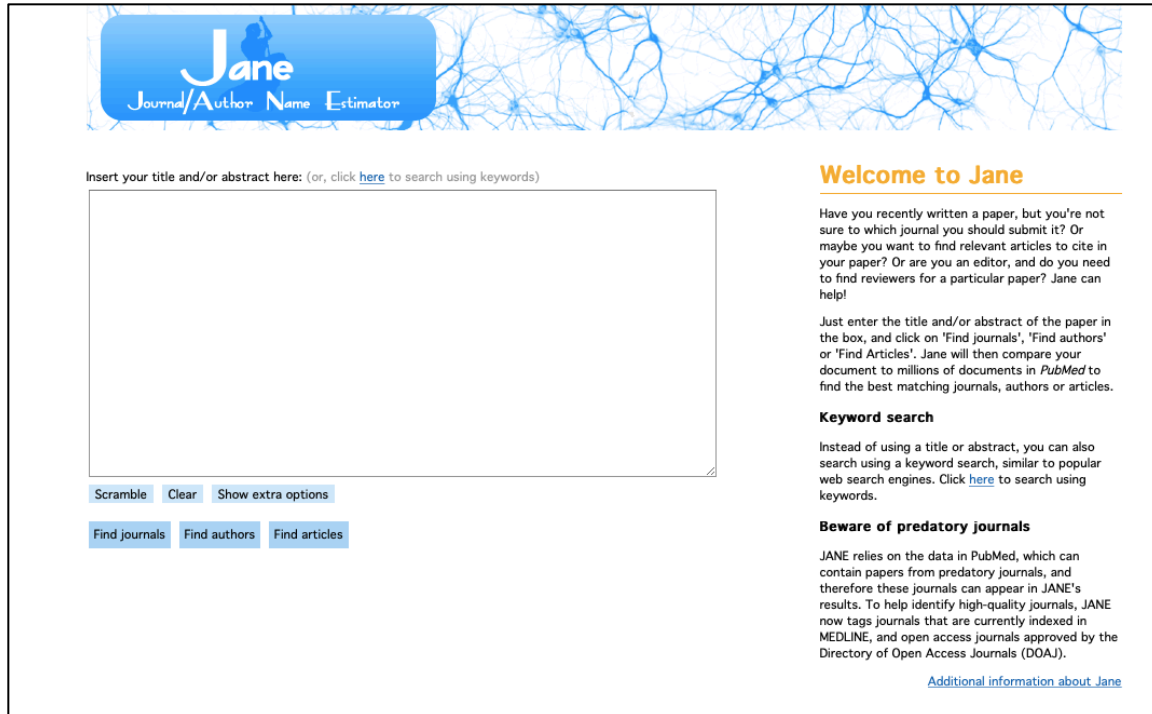 Jane
Journal/Author Name Estimator
Insert your title and/or abstract here: (or, click here to search using keywords)
Scramble Clear Show extra options
Find journals Find authors Find articles
Welcome to Jane
Have you recently written a paper, but you're not
sure to which journal you should submit it? Or
maybe you want to find relevant articles to cite in
your paper? Or are you an editor, and do you need
to find reviewers for a particular paper? Jane can
help!
Just enter the title and/or abstract of the paper in
the box, and click on 'Find journals', 'Find authors'
or 'Find Articles'. Jane will then compare your
document to millions of documents in PubMed to
find the best matching journals, authors or articles.
Keyword search
Instead of using a title or abstract, you can also
search using a keyword search, similar to popular
web search engines. Click here to search using
keywords.
Beware of predatory journals
JANE relies on the data in PubMed, which can
contain papers from predatory journals, and
therefore these journals can appear in JANE's
results. To help identify high-quality journals, JANE
now tags journals that are currently indexed in
MEDLINE, and open access journals approved by the
Directory of Open Access Journals (DOAJ).
Additional information about Jane